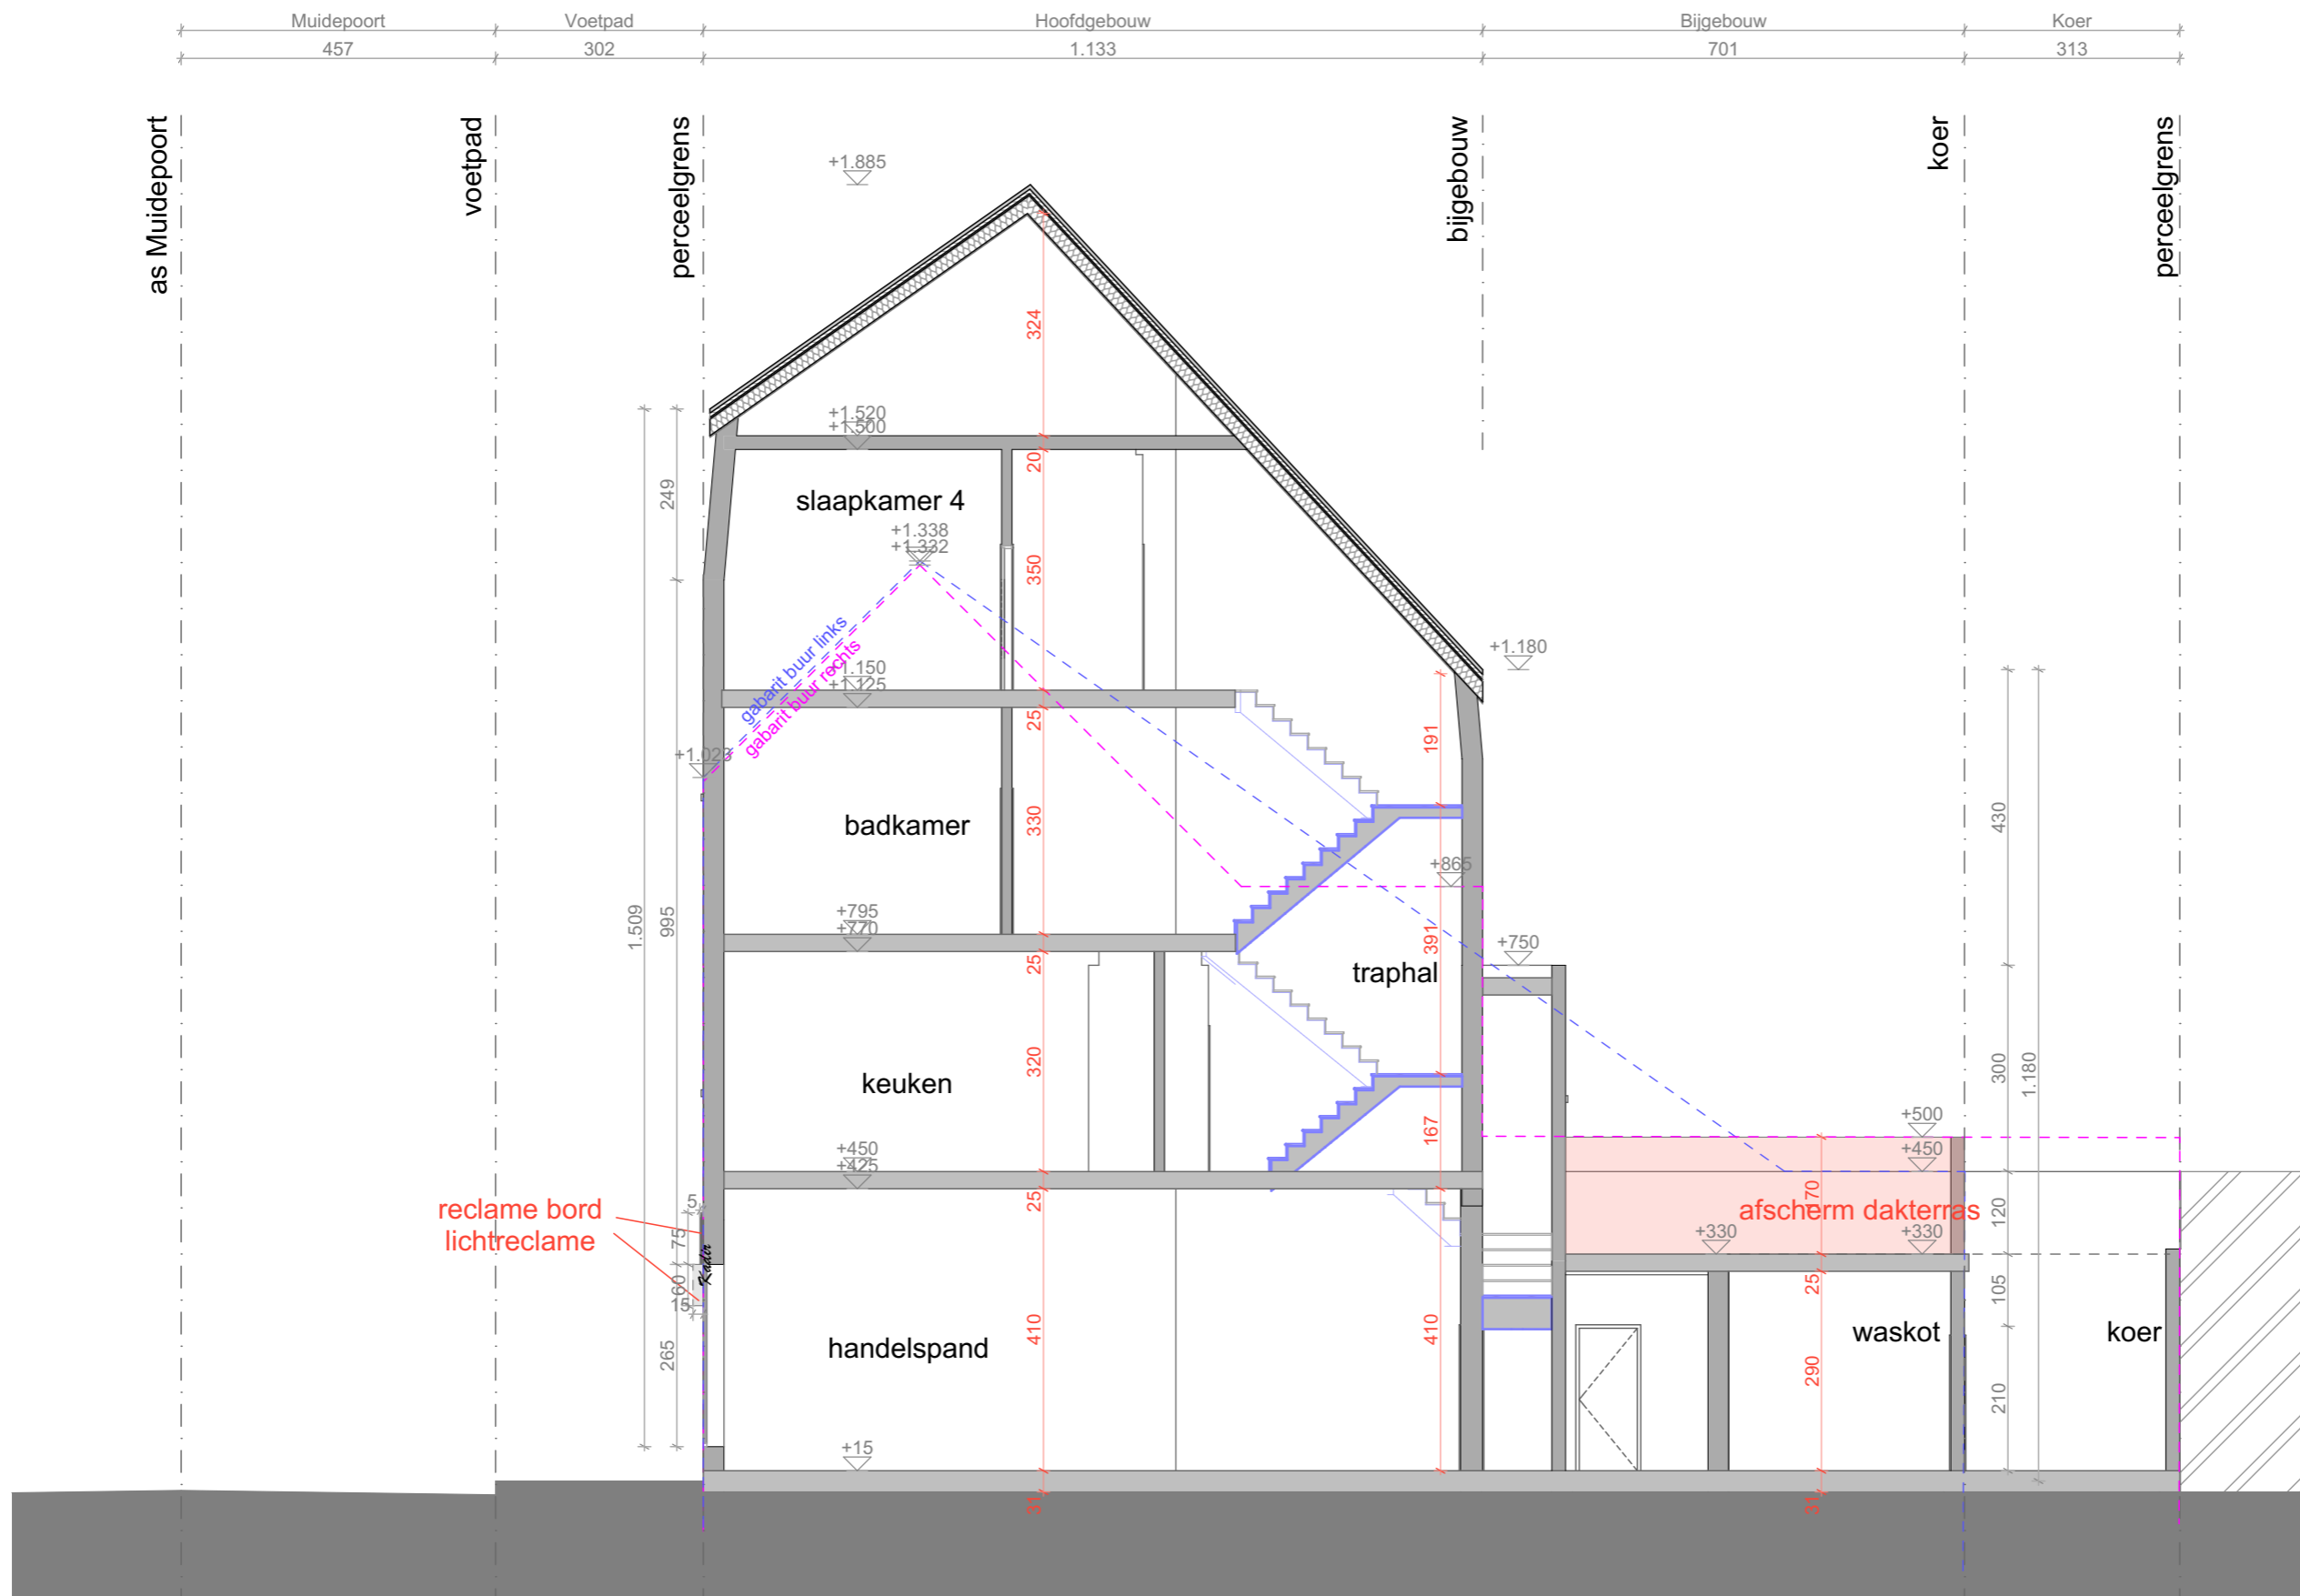 Muidepoort
Voetpad
Hoofdgebouw
Bijgebouw
Koer
457
302
1.133
701
313
as Muidepoort
voetpad
perceelgrens
bijgebouw
koer
perceelgrens
+1.885
324
+1.520
+1.500
20
249
slaapkamer 4
+1.338
+1.332
350
gabarit buur links
gabarit buur rechts
+1.180
+1.150
+1.125
25
191
+1.023
430
badkamer
330
+865
1.509
995
+795
+770
25
391
+750
traphal
keuken
320
300
1.180
167
+500
+450
+450
+425
25
5
reclame bord
lichtreclame
75
Kadir
60
15
170
afscherm dakterras
120
+330
+330
25
105
265
handelspand
410
410
waskot
koer
290
210
+15
31
31